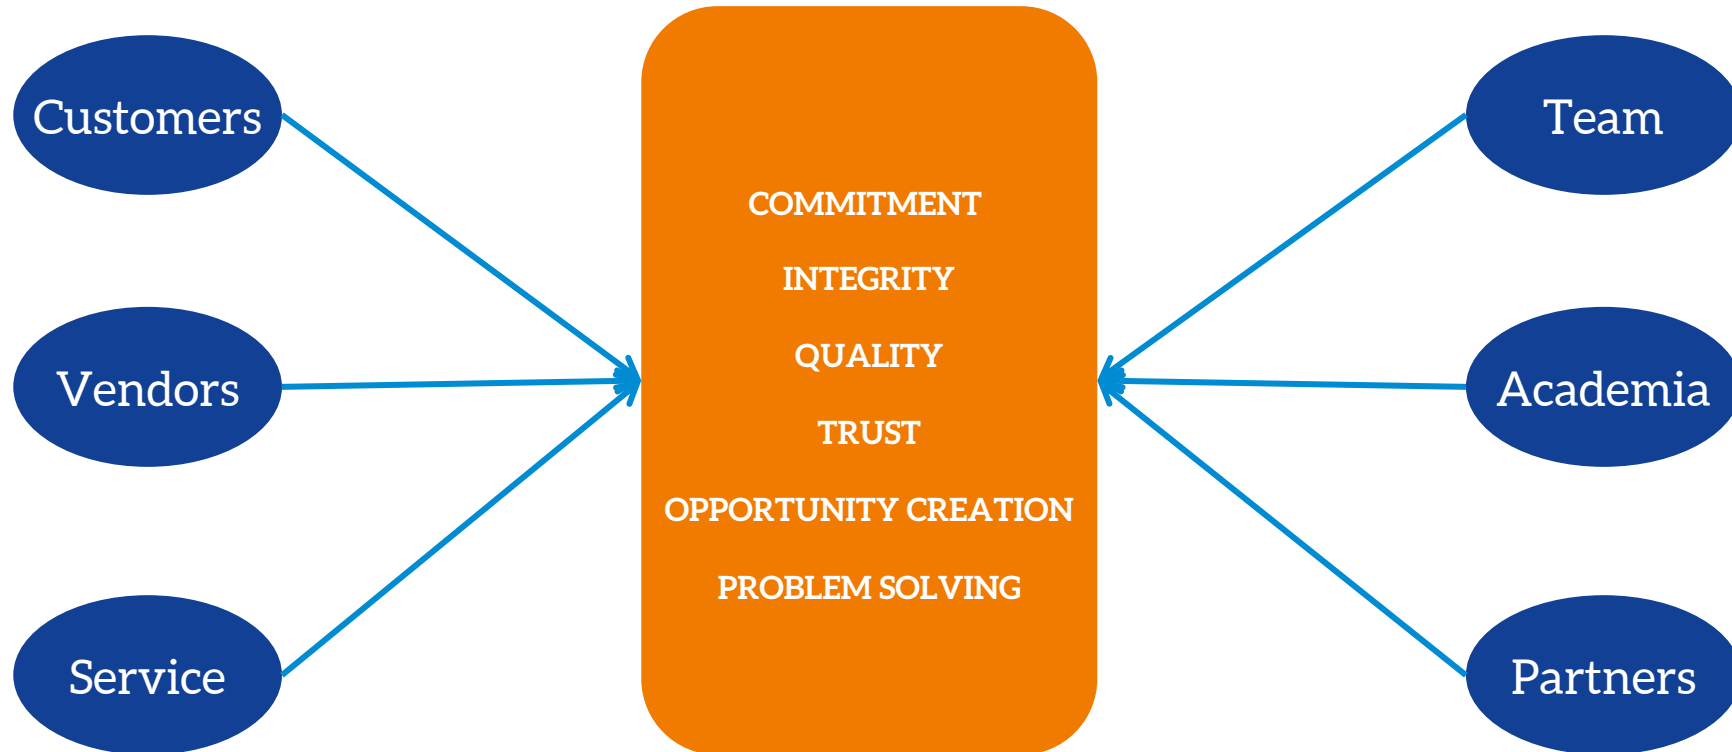 Customers
Vendors
Service
COMMITMENT
INTEGRITY
QUALITY
TRUST
OPPORTUNITY CREATION
PROBLEM SOLVING
Team
Academia
Partners